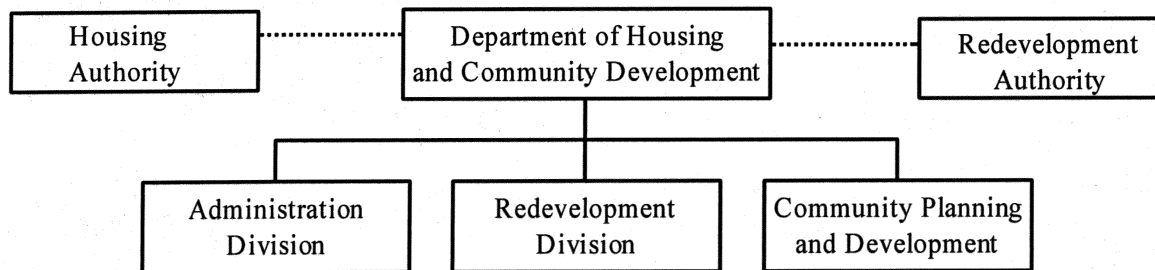 Housing
Authority
Department of Housing
and Community Development
Redevelopment
Authority
Administration
Division
Redevelopment
Division
Community Planning
and Development